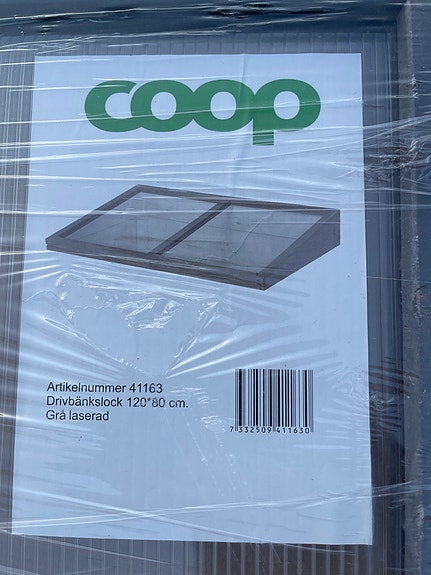 coop
Artikelnummer 41163
Drivbänkslock 120*80 cm.
Grå laserad
7 332509 411630